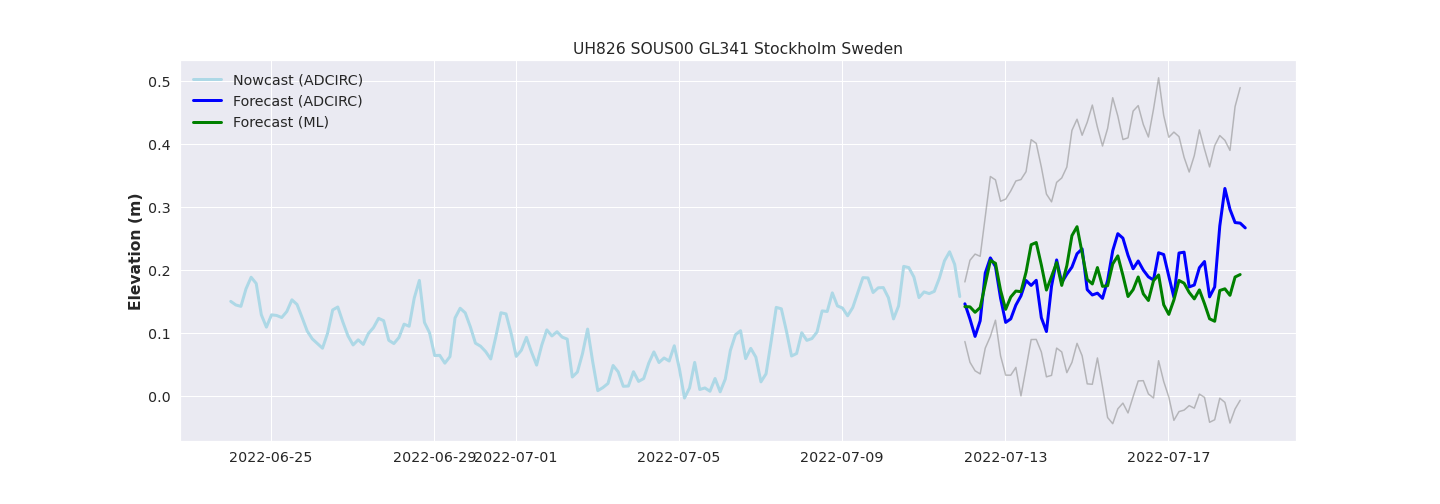 UH826 SOUS00 GL341 Stockholm Sweden
Nowcast (ADCIRC)
Forecast (ADCIRC)
Forecast (ML)
Elevation (m)
0.5
0.4
0.3
0.2
0.1
0.0
2022-06-25
2022-06-29
2022-07-01
2022-07-05
2022-07-09
2022-07-13
2022-07-17